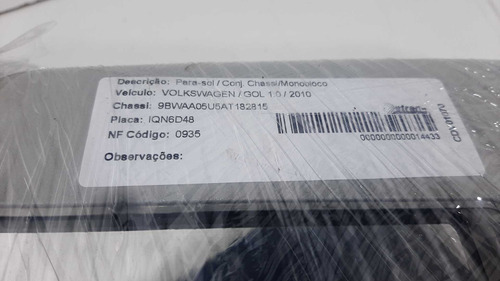 Descrição: Para-sol / Conj. Chassi/Monobloco
Veiculo: VOLKSWAGEN / GOL 1.0 / 2010
Chassi: 9BWAA05U5AT182815
Placa: IQN6D48
NF Código: 0935
Observações:
0000000000014433